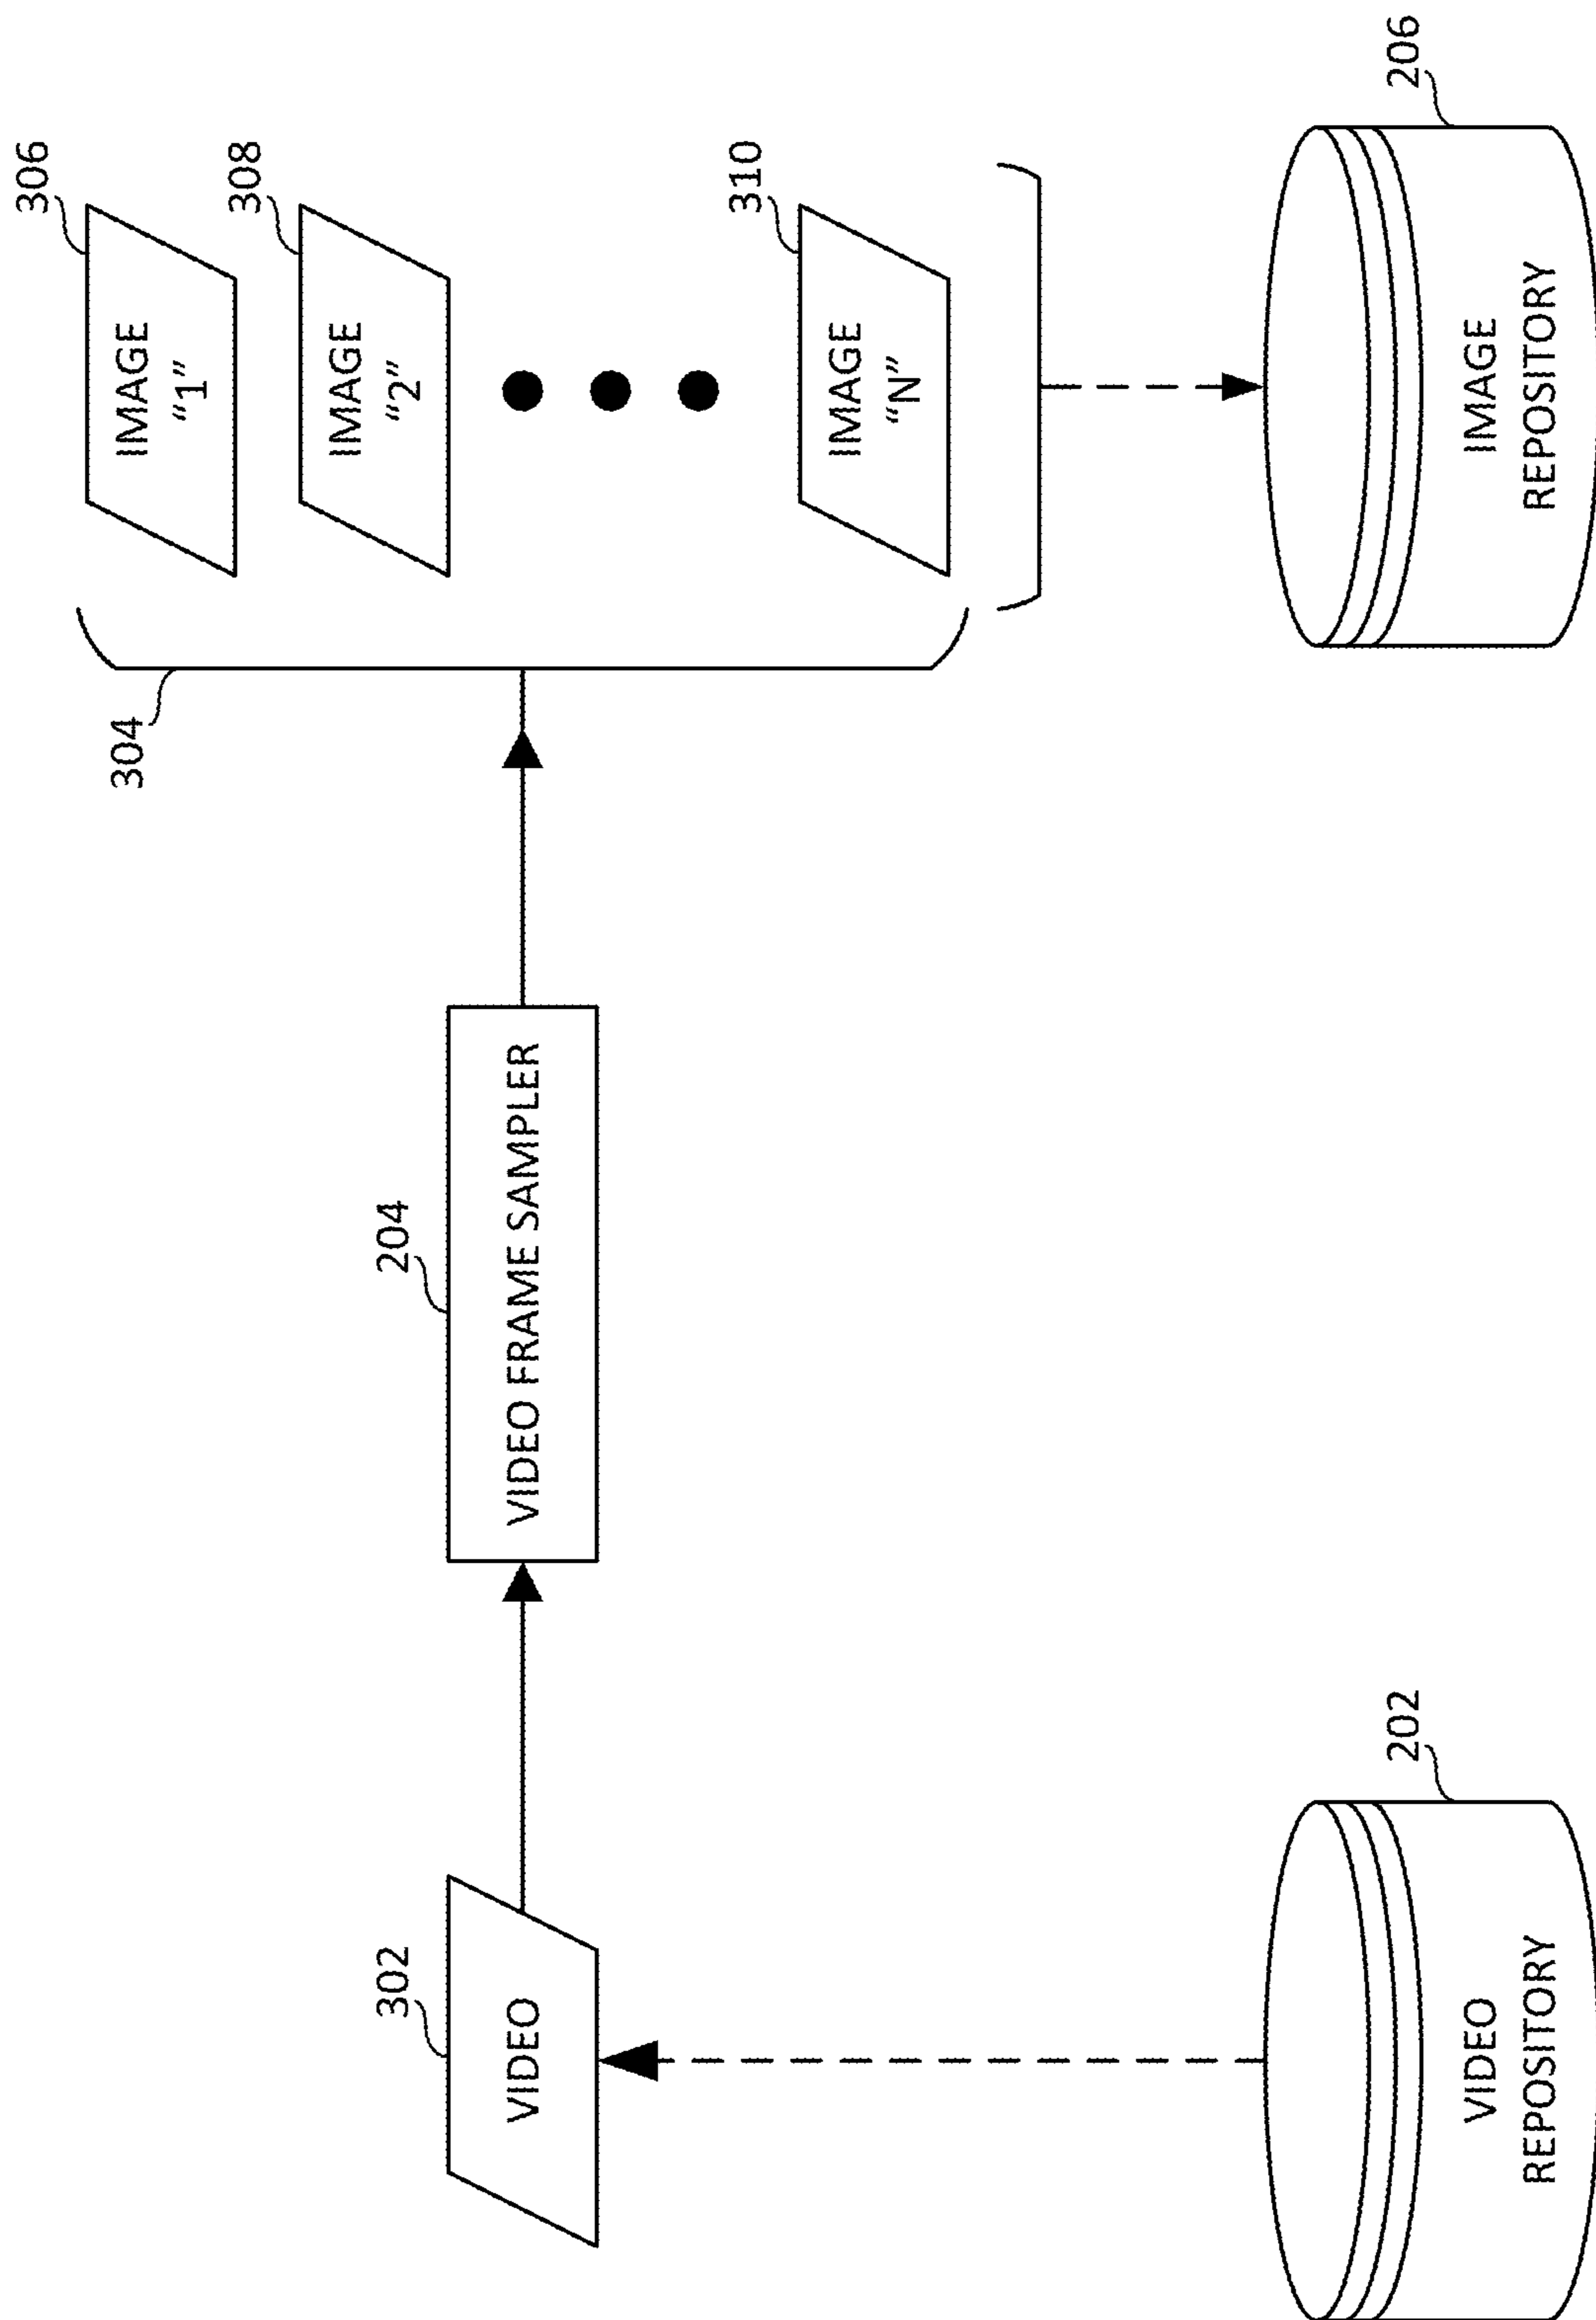 306
IMAGE
"1"
308
IMAGE
"2"
304
302
VIDEO
204
VIDEO FRAME SAMPLER
310
IMAGE
"N"
202
VIDEO
REPOSITORY
206
IMAGE
REPOSITORY